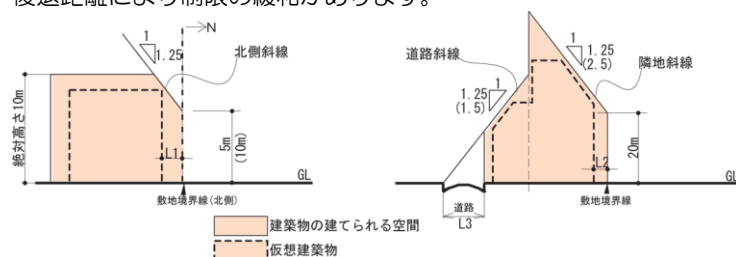 後退距離により制限の緩和があります。
1
1.25
N
北側斜線
絶対高さ10m
L1
5m
(10m)
GL
敷地境界線(北側)
道路斜線
1
1.25
(1.5)
1
1.25
(2.5)
隣地斜線
20m
L2
GL
道路
L3
敷地境界線
建築物の建てられる空間
仮想建築物